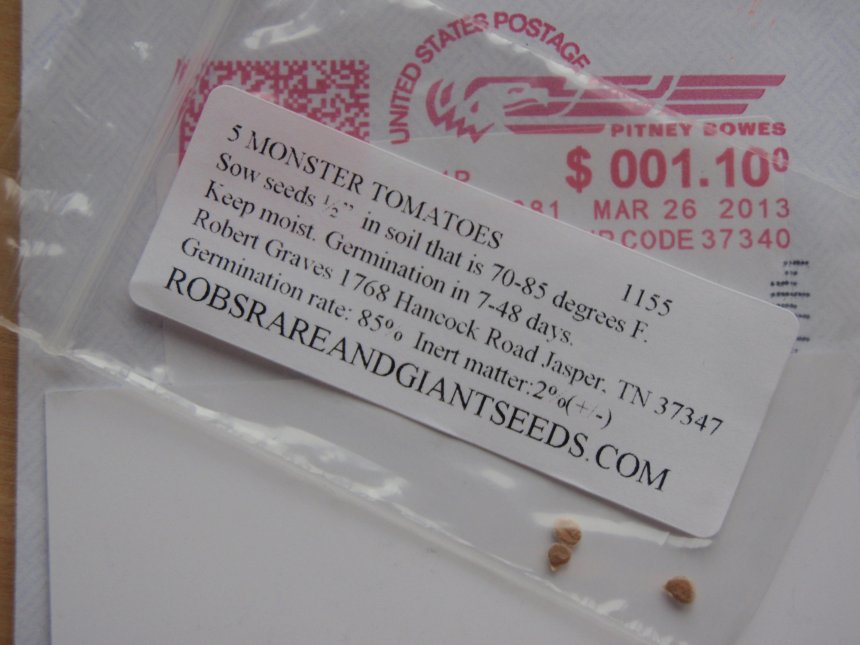 UNITED STATES POSTAGE
PITNEY BOWES
$ 001.10⁰
MAR 26 2013
CODE 37340
5 MONSTER TOMATOES 1155
Sow seeds ½” in soil that is 70-85 degrees F.
Keep moist. Germination in 7-48 days.
Robert Graves 1768 Hancock Road Jasper, TN 37347
Germination rate: 85% Inert matter:2%(+/-)
ROBSRAREANDGIANTSEEDS.COM